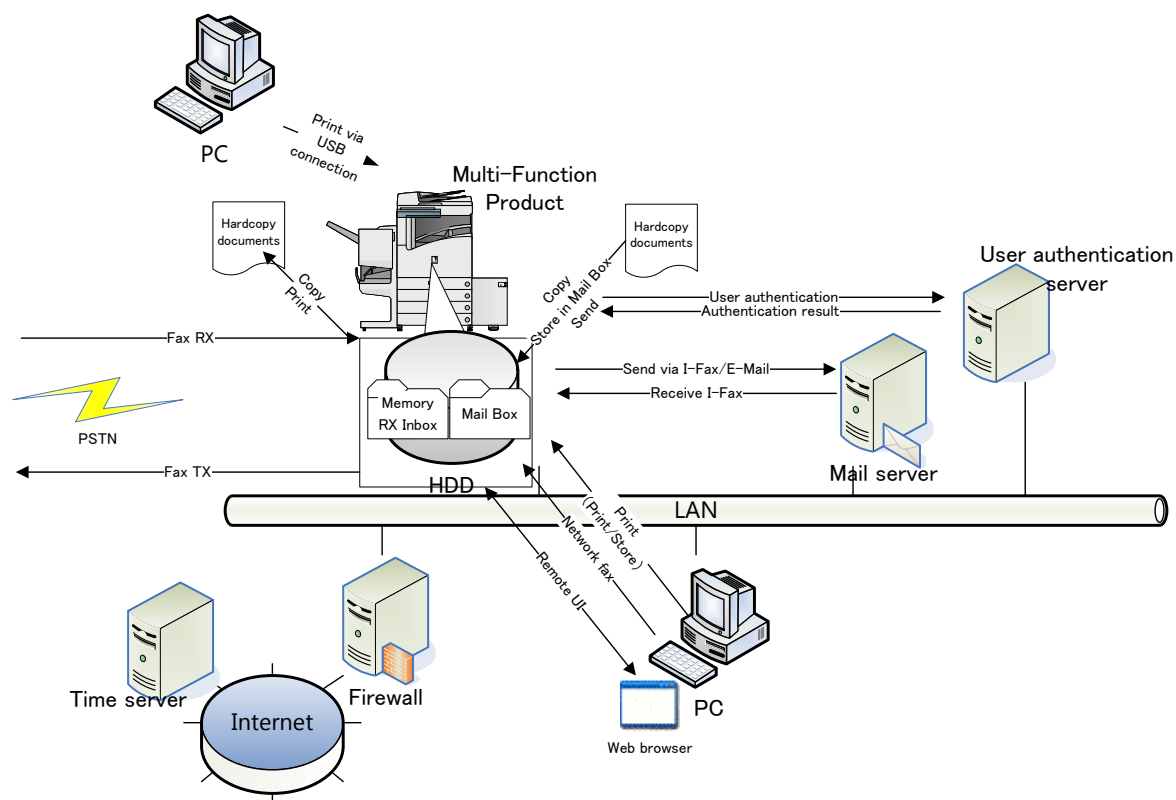 PC
Print via
USB
connection
Multi-Function
Product
Hardcopy
documents
Copy
Print
Hardcopy
documents
Copy
Store in Mail Box
Send
User authentication
server
User authentication
Authentication result
Fax RX
Send via I-Fax/E-Mail
Receive I-Fax
Memory
RX Inbox
Mail Box
PSTN
Fax TX
HDD
Mail server
LAN
Print
(Print/Store)
Network fax
Remote UI
Time server
Firewall
Internet
PC
Web browser